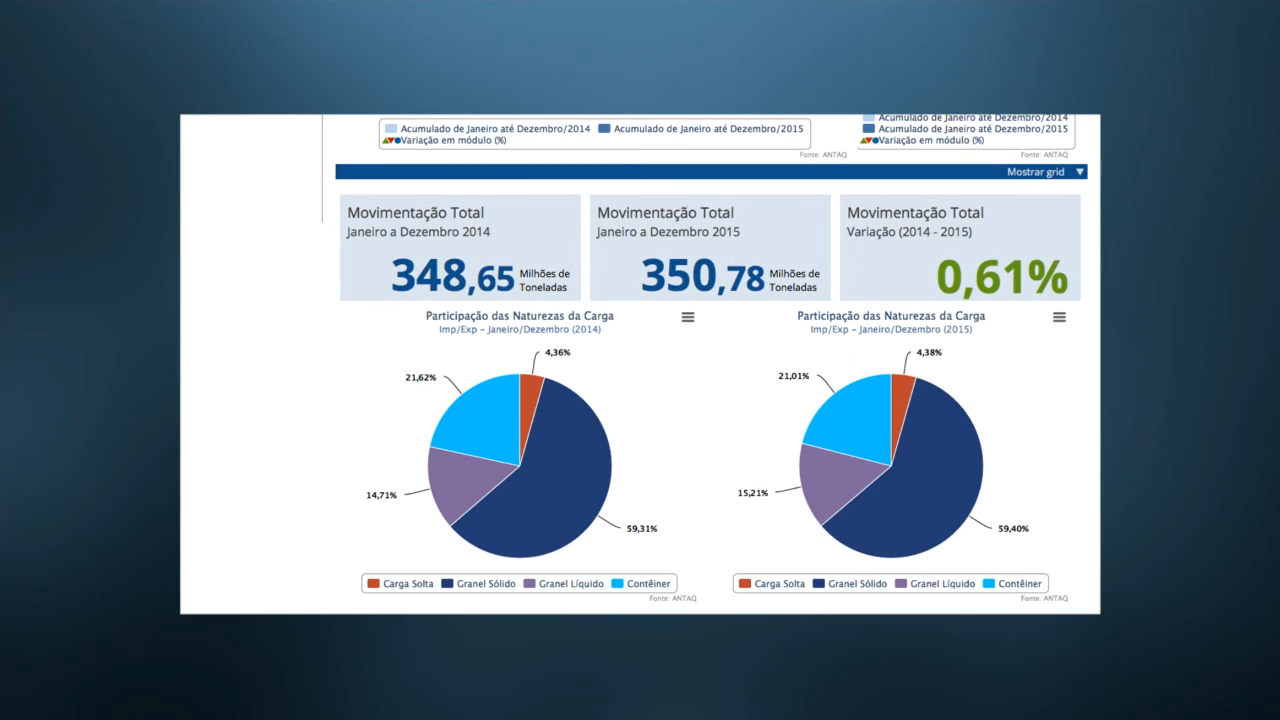 Acumulado de Janeiro até Dezembro/2014 Acumulado de Janeiro até Dezembro/2015
Variação em módulo (%)
Fonte: ANTAQ
Acumulado de Janeiro até Dezembro/2014
Acumulado de Janeiro até Dezembro/2015
Variação em módulo (%)
Fonte: ANTAQ
Mostrar grid
Movimentação Total
Janeiro a Dezembro 2014
348,65 Milhões de
Toneladas
Movimentação Total
Janeiro a Dezembro 2015
350,78 Milhões de
Toneladas
Movimentação Total
Variação (2014 - 2015)
0,61%
Participação das Naturezas da Carga
Imp/Exp – Janeiro/Dezembro (2014)
4,36%
21,62%
14,71%
59,31%
Carga Solta Granel Sólido Granel Líquido Contêiner
Fonte: ANTAQ
Participação das Naturezas da Carga
Imp/Exp – Janeiro/Dezembro (2015)
4,38%
21,01%
15,21%
59,40%
Carga Solta Granel Sólido Granel Líquido Contêiner
Fonte: ANTAQ